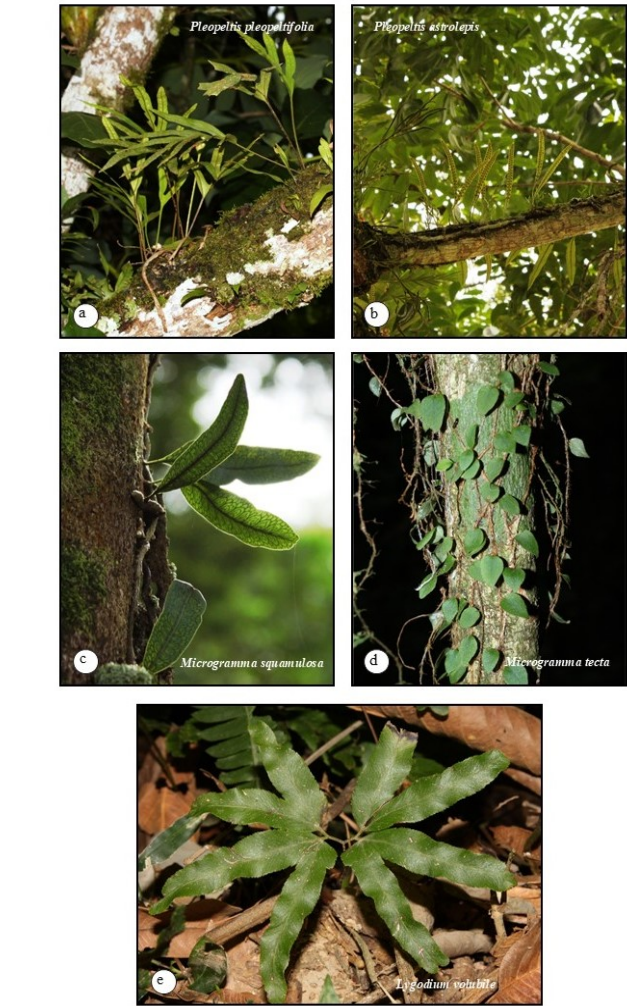 Pleopeltis pleopeltifolia
Pleopeltis astrolepis
a
b
Microgramma squamulosa
c
Microgramma tecta
d
Lygodium volubile
e